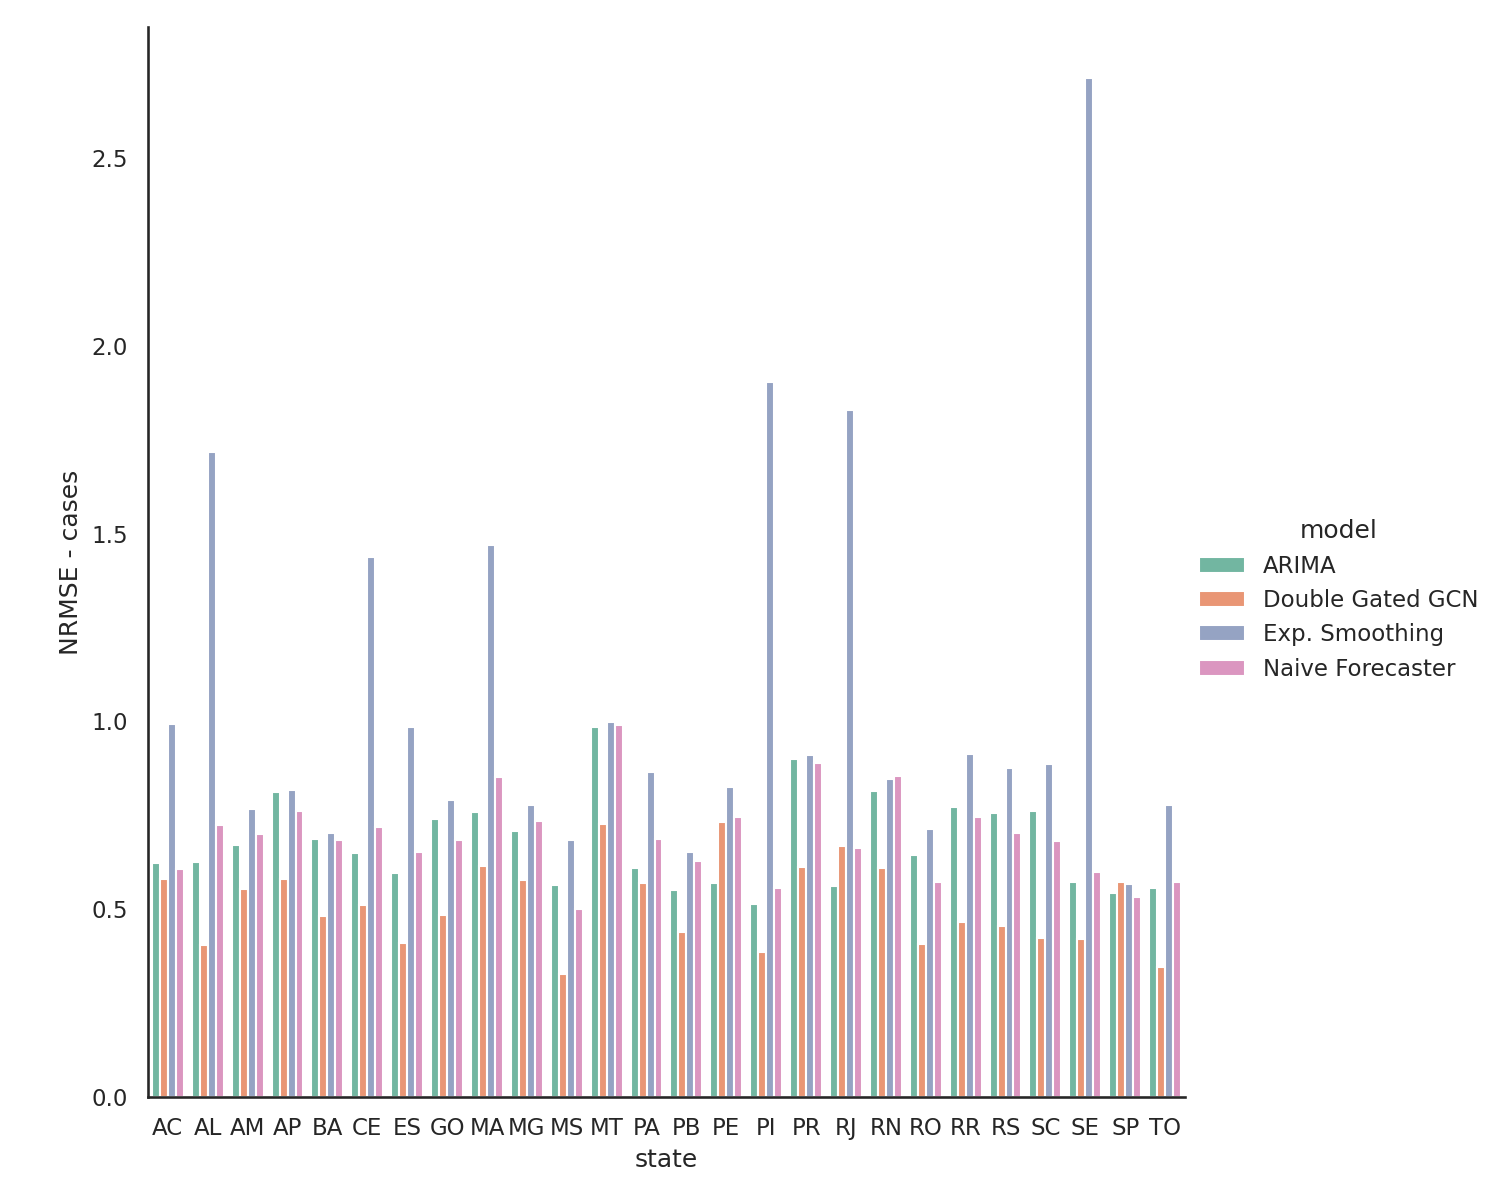 2.5
2.0
1.5
1.0
0.5
0.0
NRMSE - cases
AC AL AM AP BA CE ES GO MA MG MS MT PA PB PE PI PR RJ RN RO RR RS SC SE SP TO
state
model
ARIMA
Double Gated GCN
Exp. Smoothing
Naive Forecaster